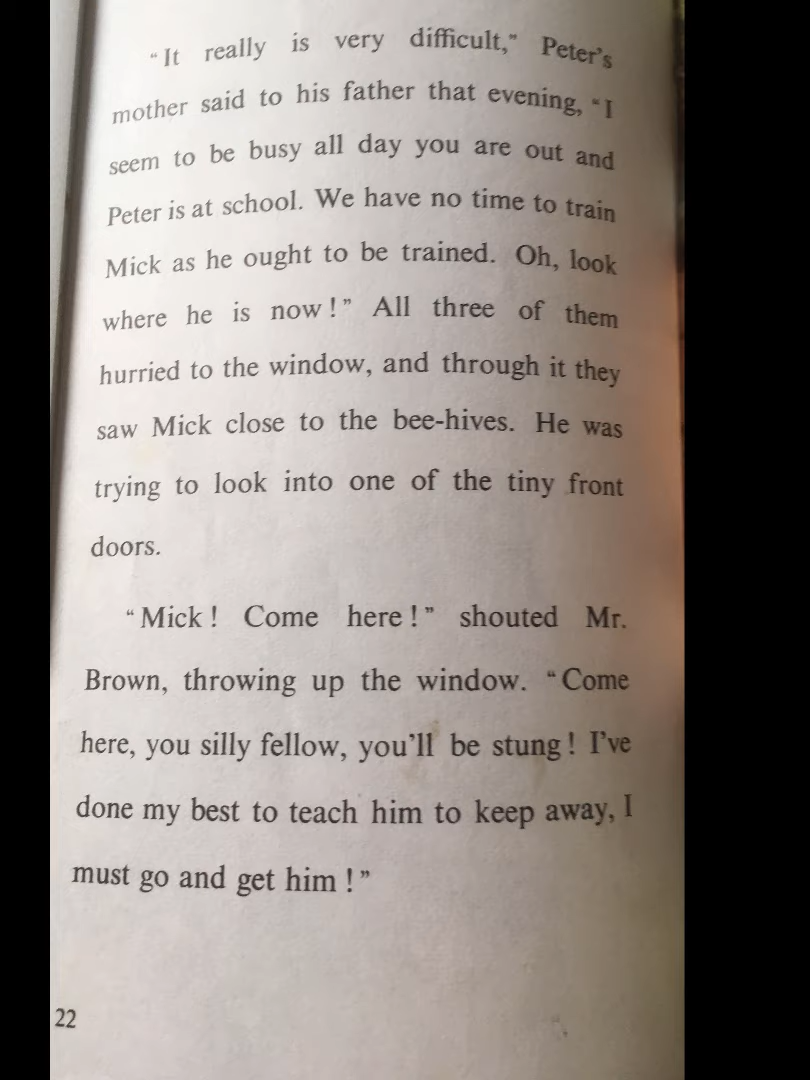 “It really is very difficult,” Peter’s
mother said to his father that evening, “I
seem to be busy all day you are out and
Peter is at school. We have no time to train
Mick as he ought to be trained. Oh, look
where he is now!” All three of them
hurried to the window, and through it they
saw Mick close to the bee-hives. He was
trying to look into one of the tiny front
doors.
“Mick! Come here!” shouted Mr.
Brown, throwing up the window. “Come
here, you silly fellow, you’ll be stung! I’ve
done my best to teach him to keep away, I
must go and get him!”
22